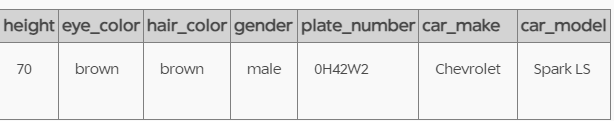 height eye_color hair_color gender plate_number car_make car_model
70 brown brown male 0H42W2 Chevrolet Spark LS